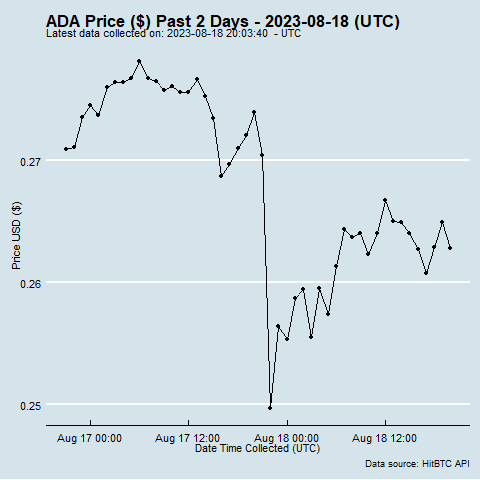 ADA Price ($) Past 2 Days - 2023-08-18 (UTC)
Latest data collected on: 2023-08-18 20:03:40 - UTC
0.27
0.26
0.25
Price USD ($)
Aug 17 00:00 Aug 17 12:00 Aug 18 00:00 Aug 18 12:00
Date Time Collected (UTC)
Data source: HitBTC API